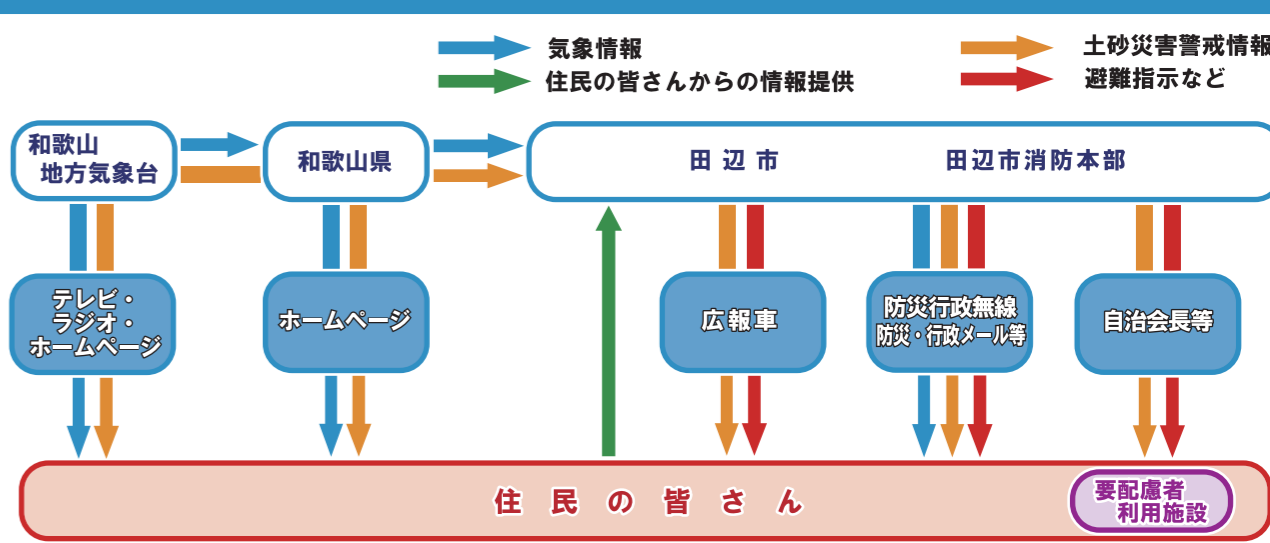 気象情報
土砂災害警戒情報
住民の皆さんからの情報提供
避難指示など
和歌山
地方気象台
和歌山県
田辺市
田辺市消防本部
テレビ・
ラジオ・
ホームページ
ホームページ
広報車
防災行政無線
防災・行政メール等
自治会長等
住民の皆さん
要配慮者
利用施設